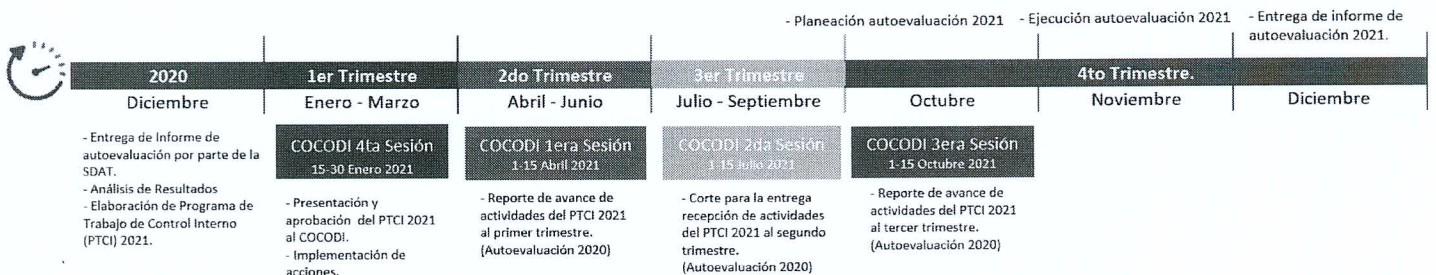 - Planeación autoevaluación 2021
- Ejecución autoevaluación 2021
- Entrega de informe de
autoevaluación 2021.
2020
1er Trimestre
2do Trimestre
3er Trimestre
4to Trimestre.
Diciembre
Enero - Marzo
Abril - Junio
Julio - Septiembre
Octubre
Noviembre
Diciembre
- Entrega de Informe de
autoevaluación por parte de la
SDAT.
- Análisis de Resultados
- Elaboración de Programa de
Trabajo de Control Interno
(PTCI) 2021.
COCODI 4ta Sesión
15-30 Enero 2021
- Presentación y
aprobación del PTCI 2021
al COCODI.
- Implementación de
acciones.
COCODI 1era Sesión
1-15 Abril 2021
- Reporte de avance de
actividades del PTCI 2021
al primer trimestre.
(Autoevaluación 2020)
COCODI 2da Sesión
1-15 Julio 2021
- Corte para la entrega
recepción de actividades
del PTCI 2021 al segundo
trimestre.
(Autoevaluación 2020)
COCODI 3era Sesión
1-15 Octubre 2021
- Reporte de avance de
actividades del PTCI 2021
al tercer trimestre.
(Autoevaluación 2020)